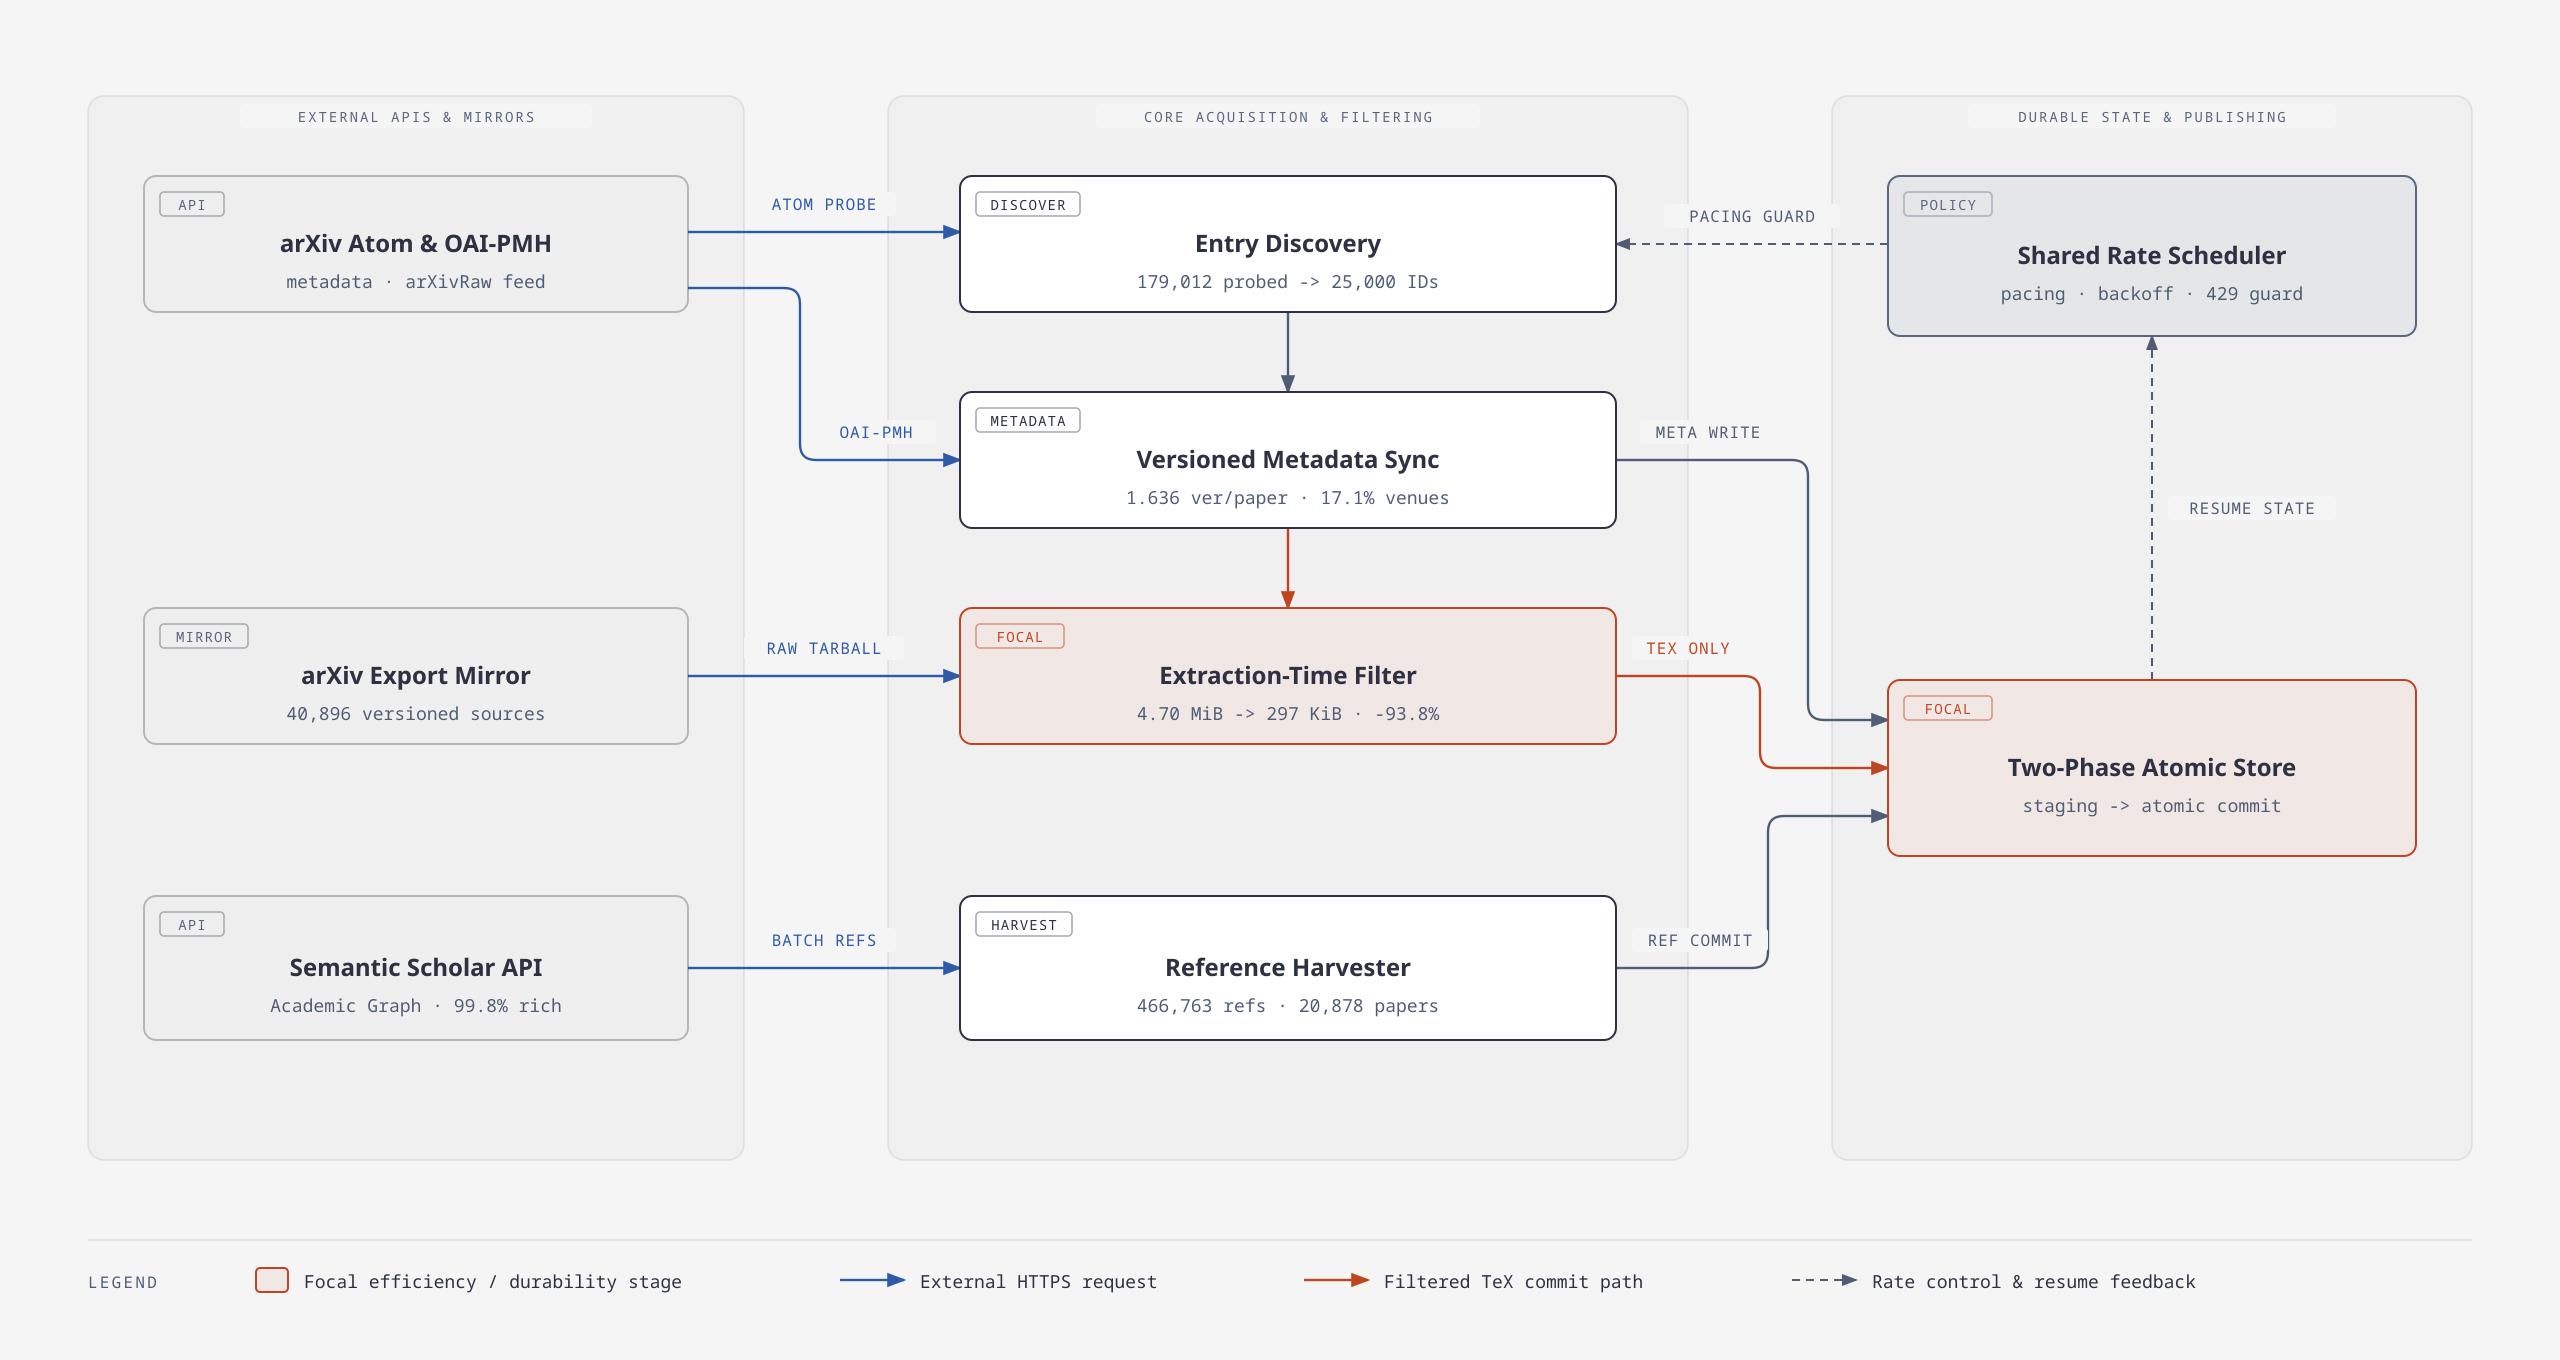 EXTERNAL APIS & MIRRORS
API
arXiv Atom & OAI-PMH
metadata · arXivRaw feed
MIRROR
arXiv Export Mirror
40,896 versioned sources
API
Semantic Scholar API
Academic Graph · 99.8% rich
ATOM PROBE
OAI-PMH
RAW TARBALL
BATCH REFS
CORE ACQUISITION & FILTERING
DISCOVER
Entry Discovery
179,012 probed -> 25,000 IDs
METADATA
Versioned Metadata Sync
1.636 ver/paper · 17.1% venues
FOCAL
Extraction-Time Filter
4.70 MiB -> 297 KiB · -93.8%
HARVEST
Reference Harvester
466,763 refs · 20,878 papers
PACING GUARD
META WRITE
TEX ONLY
REF COMMIT
DURABLE STATE & PUBLISHING
POLICY
Shared Rate Scheduler
pacing · backoff · 429 guard
RESUME STATE
FOCAL
Two-Phase Atomic Store
staging -> atomic commit
LEGEND
Focal efficiency / durability stage
External HTTPS request
Filtered TeX commit path
Rate control & resume feedback